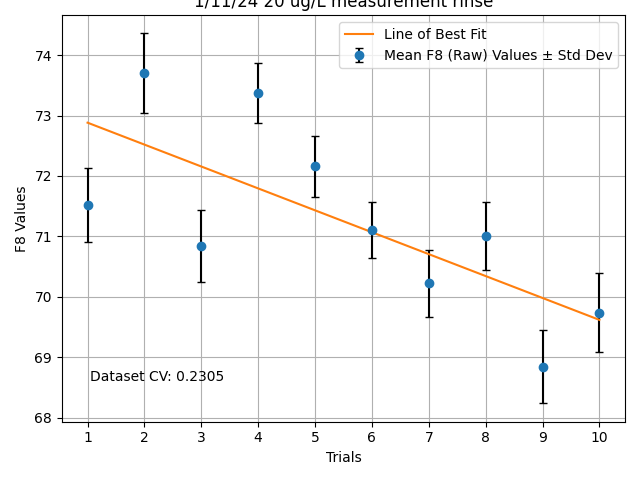 1/11/24 20 ug/L measurement rinse
Line of Best Fit
Mean F8 (Raw) Values ± Std Dev
F8 Values
74
73
72
71
70
69
68
Dataset CV: 0.2305
1 2 3 4 5 6 7 8 9 10
Trials